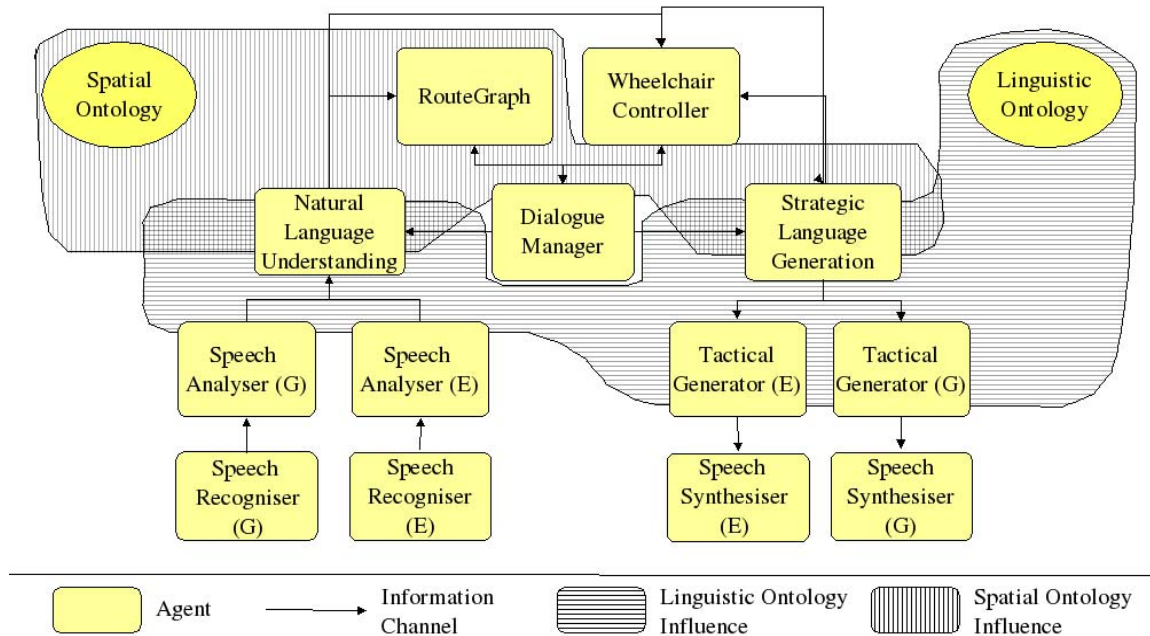 Spatial
Ontology
RouteGraph
Wheelchair
Controller
Linguistic
Ontology
Natural
Language
Understanding
Dialogue
Manager
Strategic
Language
Generation
Speech
Analyser (G)
Speech
Analyser (E)
Tactical
Generator (E)
Tactical
Generator (G)
Speech
Recogniser
(G)
Speech
Recogniser
(E)
Speech
Synthesiser
(E)
Speech
Synthesiser
(G)
Agent
Information
Channel
Linguistic Ontology
Influence
Spatial Ontology
Influence